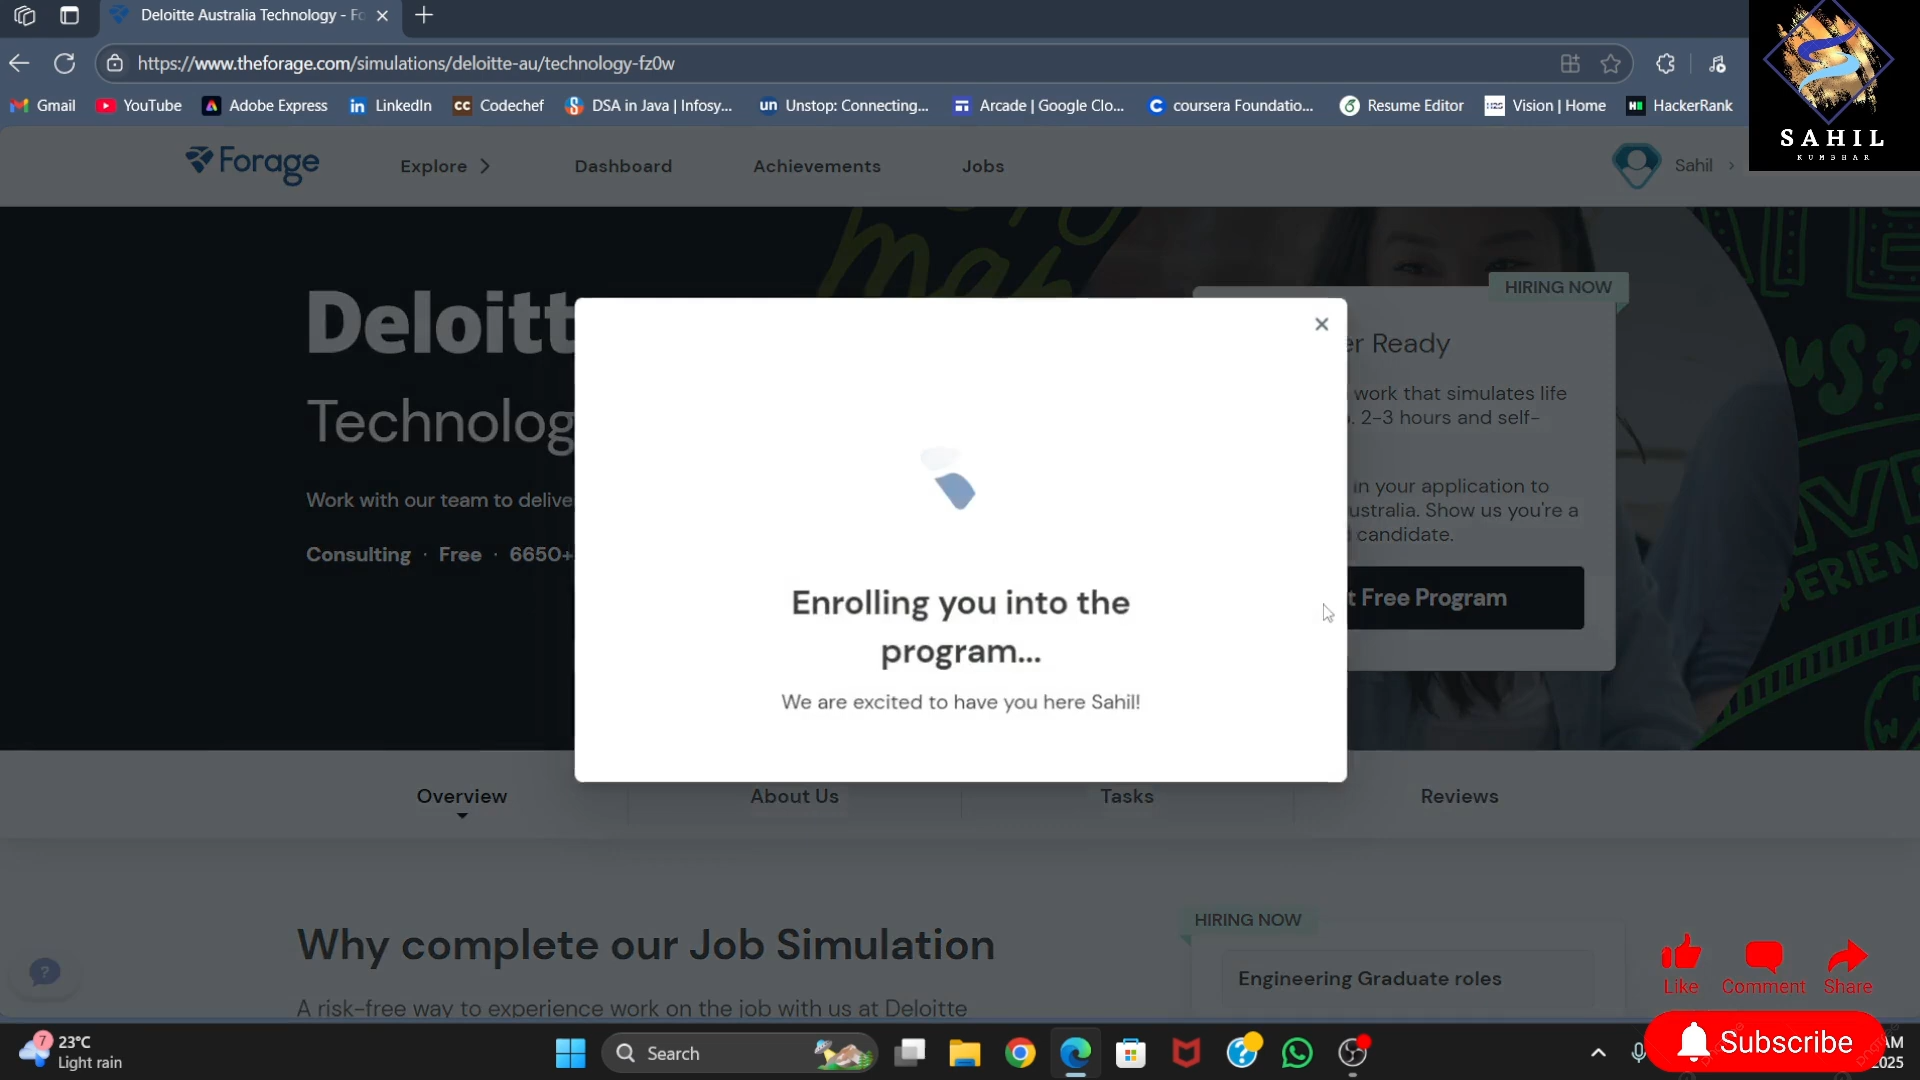 Deloitte Australia Technology - Fo
https://www.theforage.com/simulations/deloitte-au/technology-fz0w
Gmail
YouTube
Adobe Express
LinkedIn
Codechef
DSA in Java | Infosy...
Unstop: Connecting...
Arcade | Google Clo...
coursera Foundatio...
Resume Editor
Vision | Home
HackerRank
SAHIL
KUMBHAR
Forage
Explore
Dashboard
Achievements
Jobs
Sahil
HIRING NOW
Deloitt
er Ready
Technolog
work that simulates life
. 2-3 hours and self-
Work with our team to delive
in your application to
ustralia. Show us you're a
candidate.
Consulting · Free · 6650+
t Free Program
Enrolling you into the
program...
We are excited to have you here Sahil!
Overview
About Us
Tasks
Reviews
Why complete our Job Simulation
A risk-free way to experience work on the job with us at Deloitte
HIRING NOW
Engineering Graduate roles
Like
Comment
Share
Subscribe
7
23°C
Light rain
Search
AM
2025